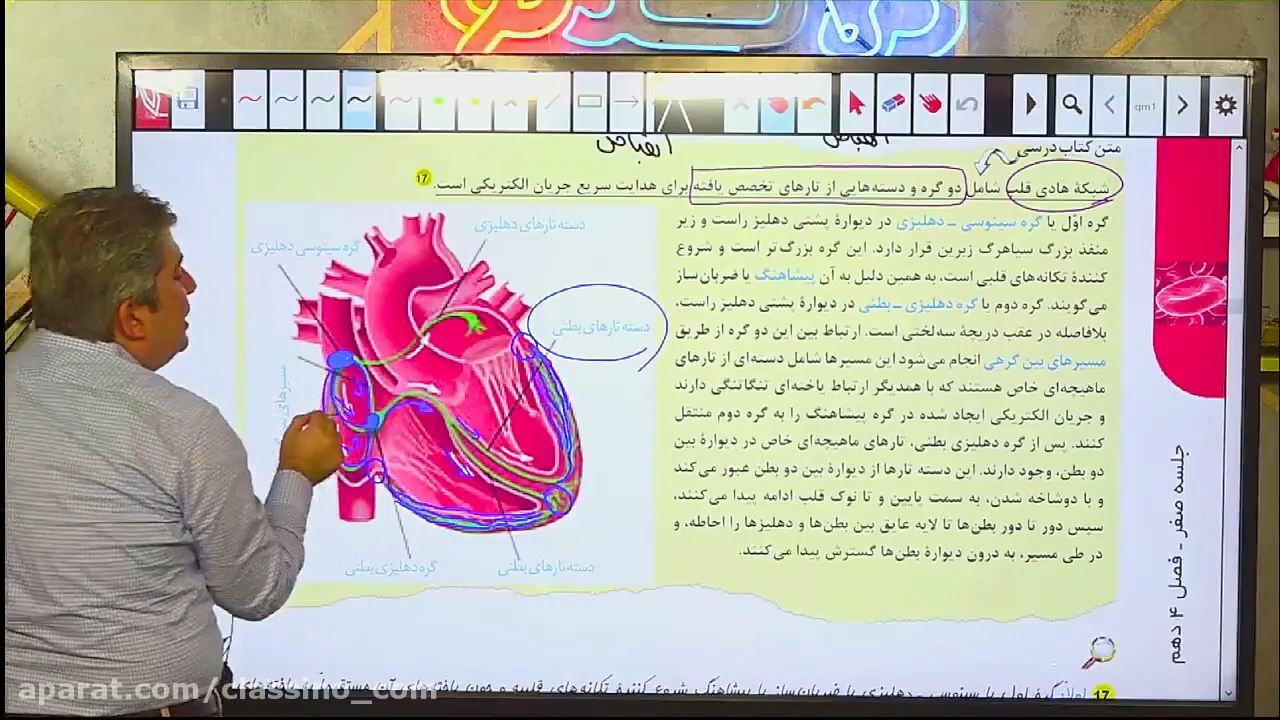 انقباض
متن کتاب درسی
شبکهٔ هادی قلب شامل دو گره و دسته‌هایی از تارهای تخصص یافته برای هدایت سریع جریان الکتریکی است.
17
گره اوّل یا گره سینوسی ـ دهلیزی در دیوارهٔ پشتی دهلیز راست و زیر
منفذ بزرگ سیاهرگ زبرین قرار دارد. این گره بزرگ‌تر است و شروع
کنندهٔ تکانه‌های قلبی است، به همین دلیل به آن پیشاهنگ یا ضربان‌ساز
می‌گویند. گره دوم یا گره دهلیزی ـ بطنی در دیوارهٔ پشتی دهلیز راست،
بلافاصله در عقب دریچهٔ سه‌لختی است. ارتباط بین این دو گره از طریق
مسیرهای بین گرهی انجام می‌شود این مسیرها شامل دسته‌ای از تارهای
ماهیچه‌ای خاص هستند که با همدیگر ارتباط یاخته‌ای تنگاتنگی دارند
و جریان الکتریکی ایجاد شده در گره پیشاهنگ را به گره دوم منتقل
کنند. پس از گره دهلیزی بطنی، تارهای ماهیچه‌ای خاص در دیوارهٔ بین
دو بطن، وجود دارند. این دسته تارها از دیوارهٔ بین دو بطن عبور می‌کند
و با دوشاخه شدن، به سمت پایین و تا نوک قلب ادامه پیدا می‌کنند،
سپس دور تا دور بطن‌ها تا لایه عایق بین بطن‌ها و دهلیزها را احاطه، و
در طی مسیر، به درون دیوارهٔ بطن‌ها گسترش پیدا می‌کنند.
دسته تارهای دهلیزی
گره سینوسی دهلیزی
دسته تارهای بطنی
مسیرهای
گره دهلیزی بطنی
دسته تارهای بطنی
جلسه صفر - فصل ۴ دهم
qm1
17
aparat.com/classino_com